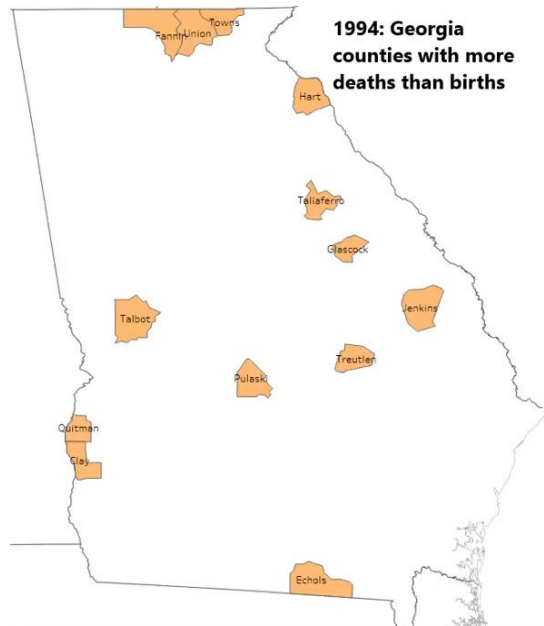 1994: Georgia
counties with more
deaths than births
Towns
Fannin
Union
Hart
Taliaferro
Glascock
Jenkins
Talbot
Treutlen
Pulaski
Quitman
Clay
Echols